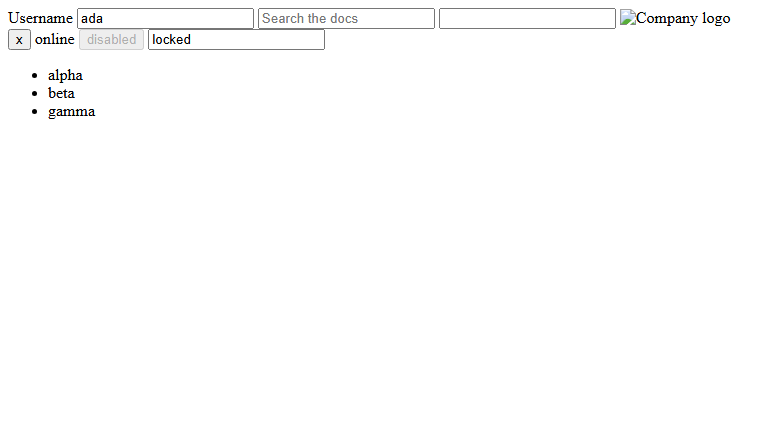 Username ada Search the docs Company logo
x online disabled locked
alpha
beta
gamma